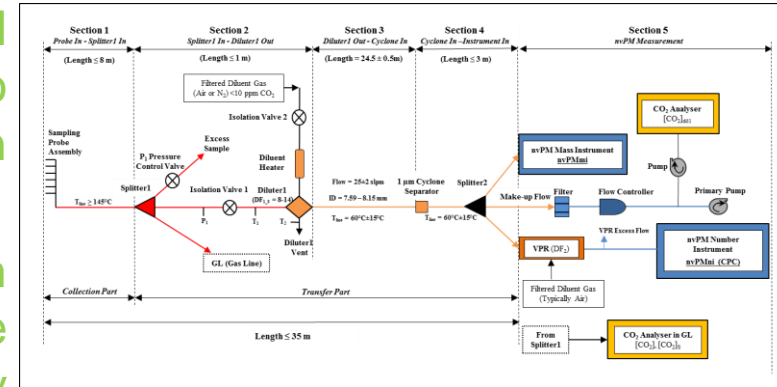 Section 1
Probe In - Splitter1 In
(Length ≤ 8 m)
Section 2
Splitter1 In - Diluter1 Out
(Length ≤ 1 m)
Section 3
Diluter1 Out - Cyclone In
(Length = 24.5 ± 0.5m)
Section 4
Cyclone In –Instrument In
(Length ≤ 3 m)
Section 5
nvPM Measurement
Filtered Diluent Gas
(Air or N2) <10 ppm CO2
Isolation Valve 2
Excess
Sample
P1 Pressure
Control Valve
Diluent
Heater
Sampling
Probe
Assembly
Splitter1
Isolation Valve 1
Diluter1
(DF1_S = 8-14)
Tline ≥ 145°C
P1
T1
T2
Diluter1
Vent
GL (Gas Line)
Flow = 25±2 slpm
ID = 7.59 – 8.15 mm
Tline = 60°C±15°C
1 µm Cyclone
Separator
Splitter2
Tline = 60°C±15°C
CO2 Analyser
nvPM Mass Instrument
nvPMmi
Pump
Make-up Flow
Filter
Flow Controller
Primary Pump
VPR (DF2)
VPR Excess Flow
nvPM Number
Instrument
nvPMni (CPC)
Filtered Diluent Gas
(Typically Air)
Collection Part
Transfer Part
Length ≤ 35 m
From
Splitter1
CO2 Analyser in GL